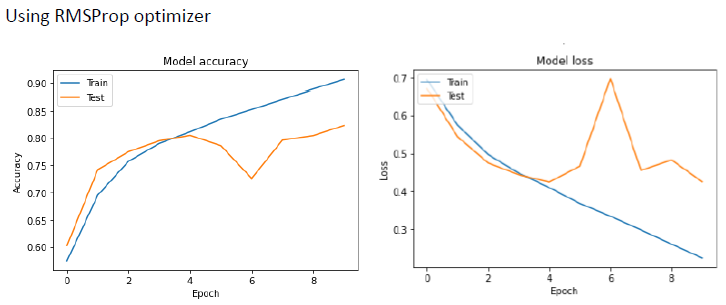 Using RMSProp optimizer
Model accuracy
Train
Test
0.90
0.85
0.80
0.75
0.70
0.65
0.60
Accuracy
0
2
4
6
8
Epoch
Model loss
Train
Test
0.7
0.6
0.5
0.4
0.3
Loss
0
2
4
6
8
Epoch